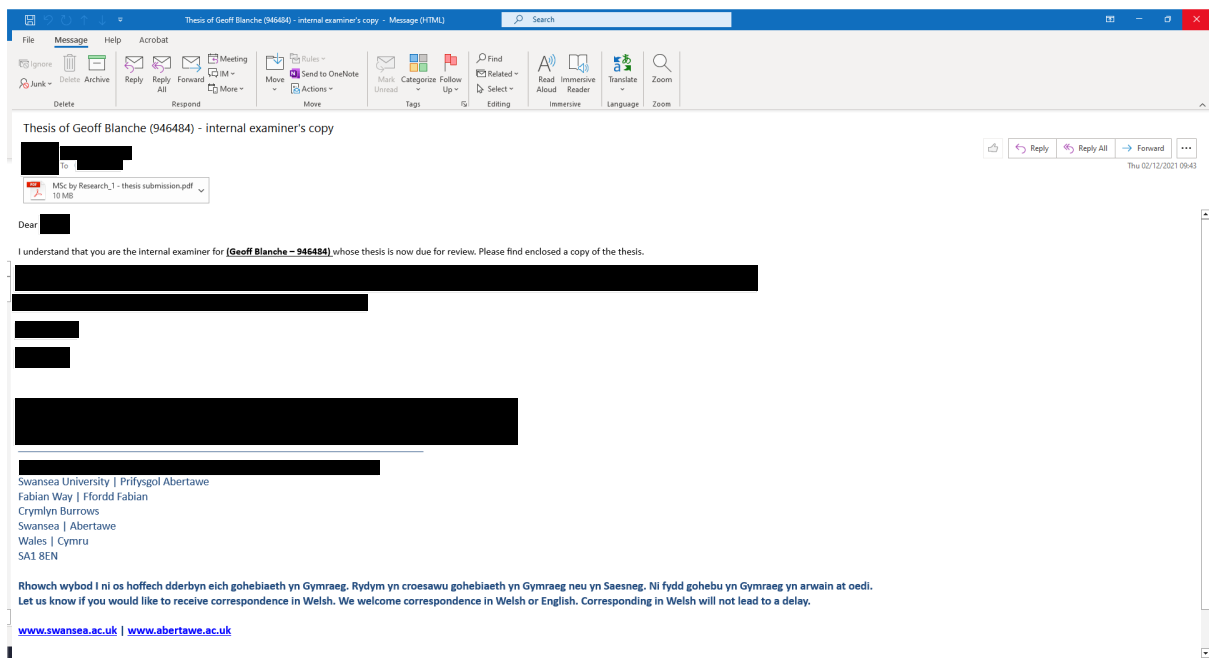 Thesis of Geoff Blanche (946484) - internal examiner's copy - Message (HTML)
Search
File Message Help Acrobat
Ignore
Junk
Delete
Archive
Reply
Reply All
Forward
Meeting
IM
More
Move
Rules
Send to OneNote
Actions
Mark Unread
Categorize
Follow Up
Find
Related
Select
Read Aloud
Immersive Reader
Translate
Zoom
Delete Respond Move Tags Editing Immersive Language Zoom
Thesis of Geoff Blanche (946484) - internal examiner's copy
Reply Reply All Forward
To
Thu 02/12/2021 09:43
PDF
MSc by Research_1 - thesis submission.pdf
10 MB
Dear
I understand that you are the internal examiner for (Geoff Blanche – 946484) whose thesis is now due for review. Please find enclosed a copy of the thesis.
Swansea University | Prifysgol Abertawe
Fabian Way | Ffordd Fabian
Crymlyn Burrows
Swansea | Abertawe
Wales | Cymru
SA1 8EN
Rhowch wybod I ni os hoffech dderbyn eich gohebiaeth yn Gymraeg. Rydym yn croesawu gohebiaeth yn Gymraeg neu yn Saesneg. Ni fydd gohebu yn Gymraeg yn arwain at oedi.
Let us know if you would like to receive correspondence in Welsh. We welcome correspondence in Welsh or English. Corresponding in Welsh will not lead to a delay.
www.swansea.ac.uk | www.abertawe.ac.uk